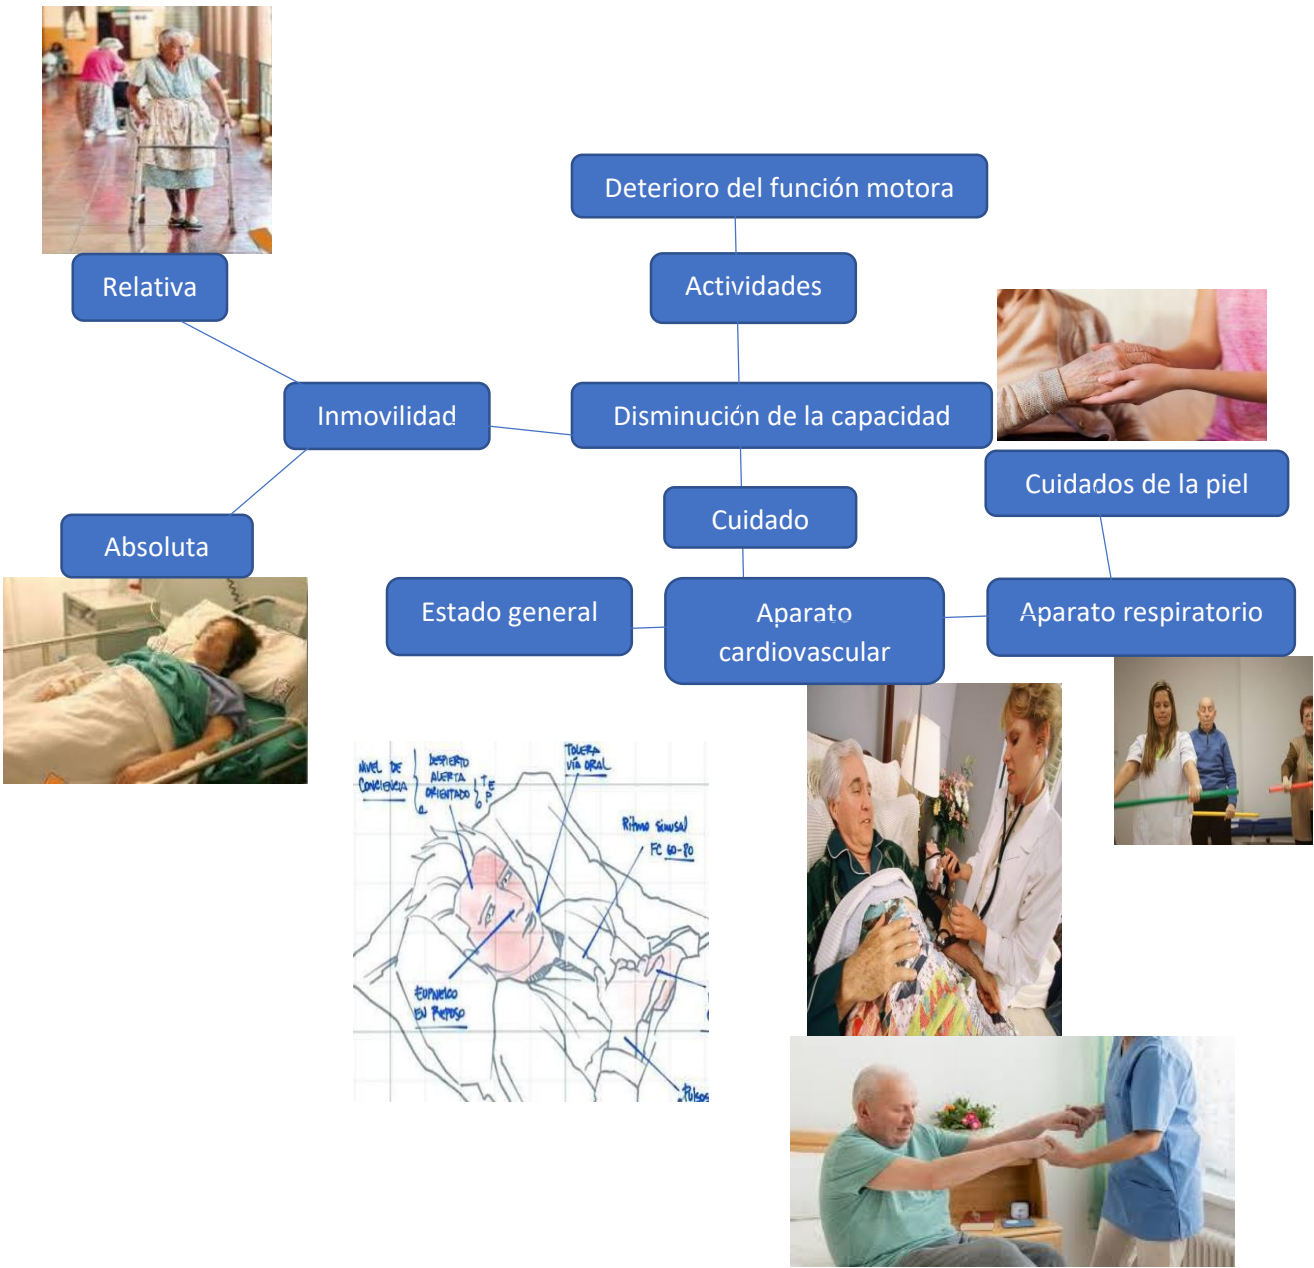 Deterioro del función motora
Relativa
Actividades
Inmovilidad
Disminución de la capacidad
Cuidados de la piel
Cuidado
Absoluta
Estado general
Aparato
cardiovascular
Aparato respiratorio
NIVEL DE
CONCIENCIA
DESPIERTO
ALERTA
ORIENTADO
T
E
P
TOLERA
VÍA ORAL
Ritmo sinusal
FC 60-80
EUPNEICO
EN REPOSO
Pulsos